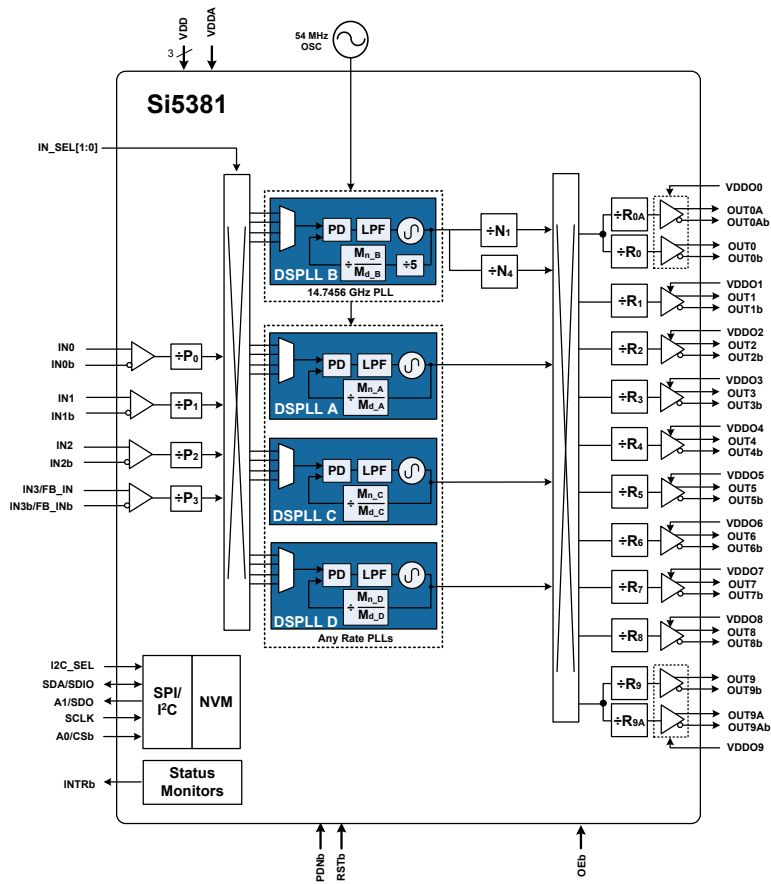 VDD
VDDA
3
54 MHz
OSC
Si5381
IN_SEL[1:0]
PD
LPF
÷ Mn_B
Md_B
÷5
DSPLL B
14.7456 GHz PLL
÷N1
÷N4
IN0
IN0b
÷P0
IN1
IN1b
÷P1
IN2
IN2b
÷P2
IN3/FB_IN
IN3b/FB_INb
÷P3
PD
LPF
÷ Mn_A
Md_A
DSPLL A
PD
LPF
÷ Mn_C
Md_C
DSPLL C
PD
LPF
÷ Mn_D
Md_D
DSPLL D
Any Rate PLLs
÷R0A
÷R0
÷R1
÷R2
÷R3
÷R4
÷R5
÷R6
÷R7
÷R8
÷R9
÷R9A
VDDO0
OUT0A
OUT0Ab
OUT0
OUT0b
VDDO1
OUT1
OUT1b
VDDO2
OUT2
OUT2b
VDDO3
OUT3
OUT3b
VDDO4
OUT4
OUT4b
VDDO5
OUT5
OUT5b
VDDO6
OUT6
OUT6b
VDDO7
OUT7
OUT7b
VDDO8
OUT8
OUT8b
OUT9
OUT9b
OUT9A
OUT9Ab
VDDO9
I2C_SEL
SDA/SDIO
A1/SDO
SCLK
A0/CSb
SPI/
I²C
NVM
INTRb
Status
Monitors
PDNb
RSTb
OEb